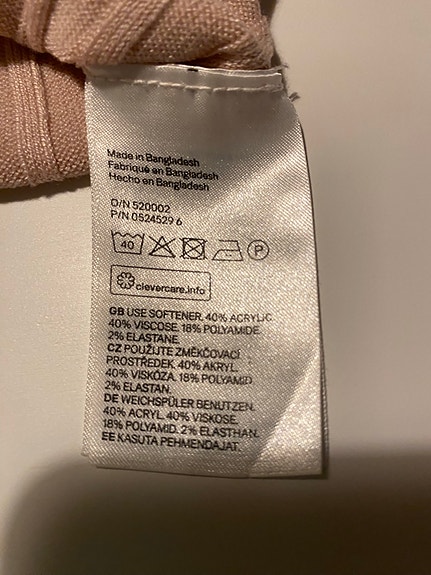 Made in Bangladesh
Fabriqué en Bangladesh
Hecho en Bangladesh
O/N 520002
P/N 0524529 6
40 P
clevercare.info
GB USE SOFTENER. 40% ACRYLIC.
40% VISCOSE. 18% POLYAMIDE.
2% ELASTANE
CZ POUŽIJTE ZMĚKČOVACÍ
PROSTŘEDEK. 40% AKRYL.
40% VISKÓZA. 18% POLYAMID.
2% ELASTAN.
DE WEICHSPÜLER BENUTZEN.
40% ACRYL. 40% VISKOSE.
18% POLYAMID. 2% ELASTHAN.
EE KASUTA PEHMENDAJAT.